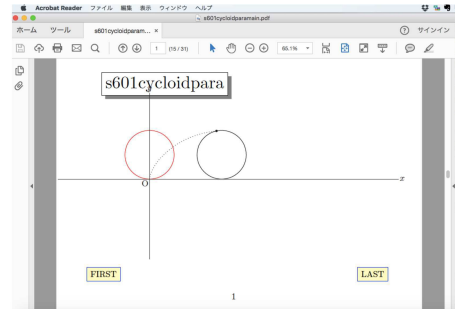 Acrobat Reader ファイル 編集 表示 ウィンドウ ヘルプ
s601cycloidparamain.pdf
ホーム ツール s601cycloidparam... × サインイン
1 (15 / 31) 65.1%
s601cycloidpara
y
O
x
FIRST LAST
1